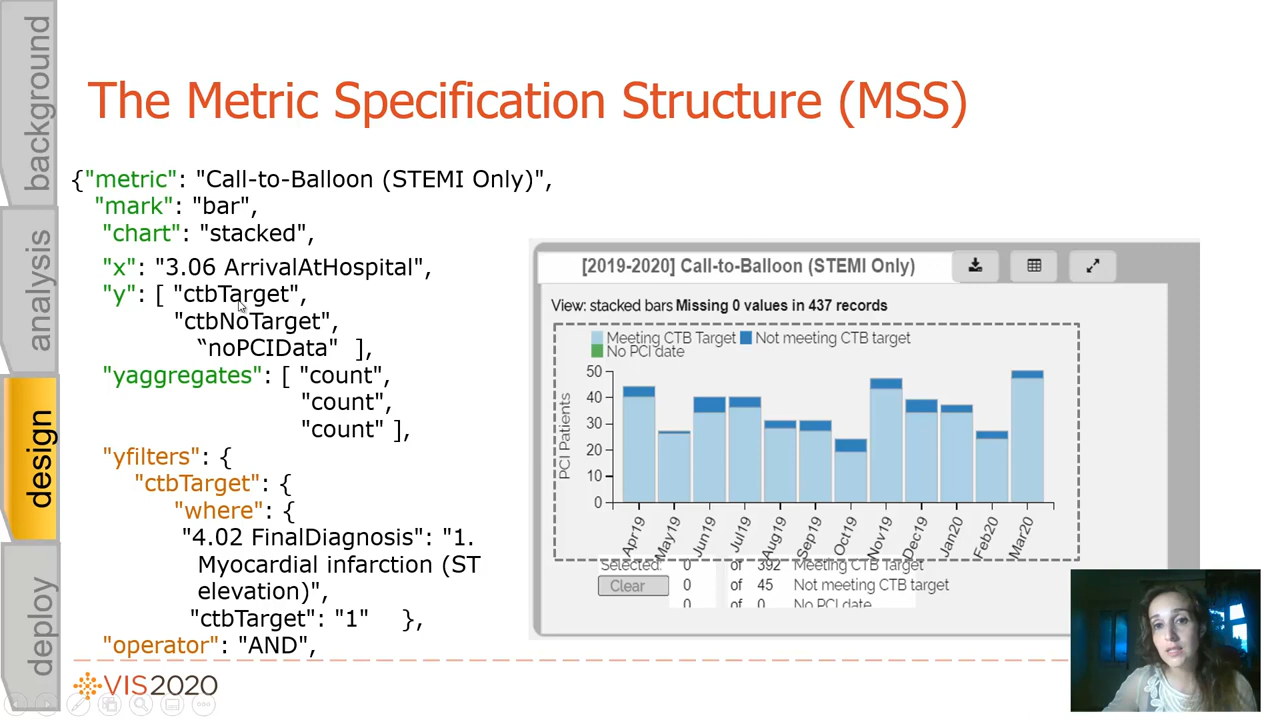 The Metric Specification Structure (MSS)
background
analysis
design
deploy
{"metric": "Call-to-Balloon (STEMI Only)",
"mark": "bar",
"chart": "stacked",
"x": "3.06 ArrivalAtHospital",
"y": [ "ctbTarget",
"ctbNoTarget",
“noPCIData" ],
"yaggregates": [ "count",
"count",
"count" ],
"yfilters": {
"ctbTarget": {
"where": {
"4.02 FinalDiagnosis": "1.
Myocardial infarction (ST
elevation)",
"ctbTarget": "1" },
"operator": "AND",
[2019-2020] Call-to-Balloon (STEMI Only)
View: stacked bars Missing 0 values in 437 records
Meeting CTB Target Not meeting CTB target
No PCI date
PCI Patients
50
40
30
20
10
0
Apr19 May19 Jun19 Jul19 Aug19 Sep19 Oct19 Nov19 Dec19 Jan20 Feb20 Mar20
Selected: 0 of 392 Meeting CTB Target
Clear 0 of 45 Not meeting CTB target
0 of 0 No PCI date
VIS2020